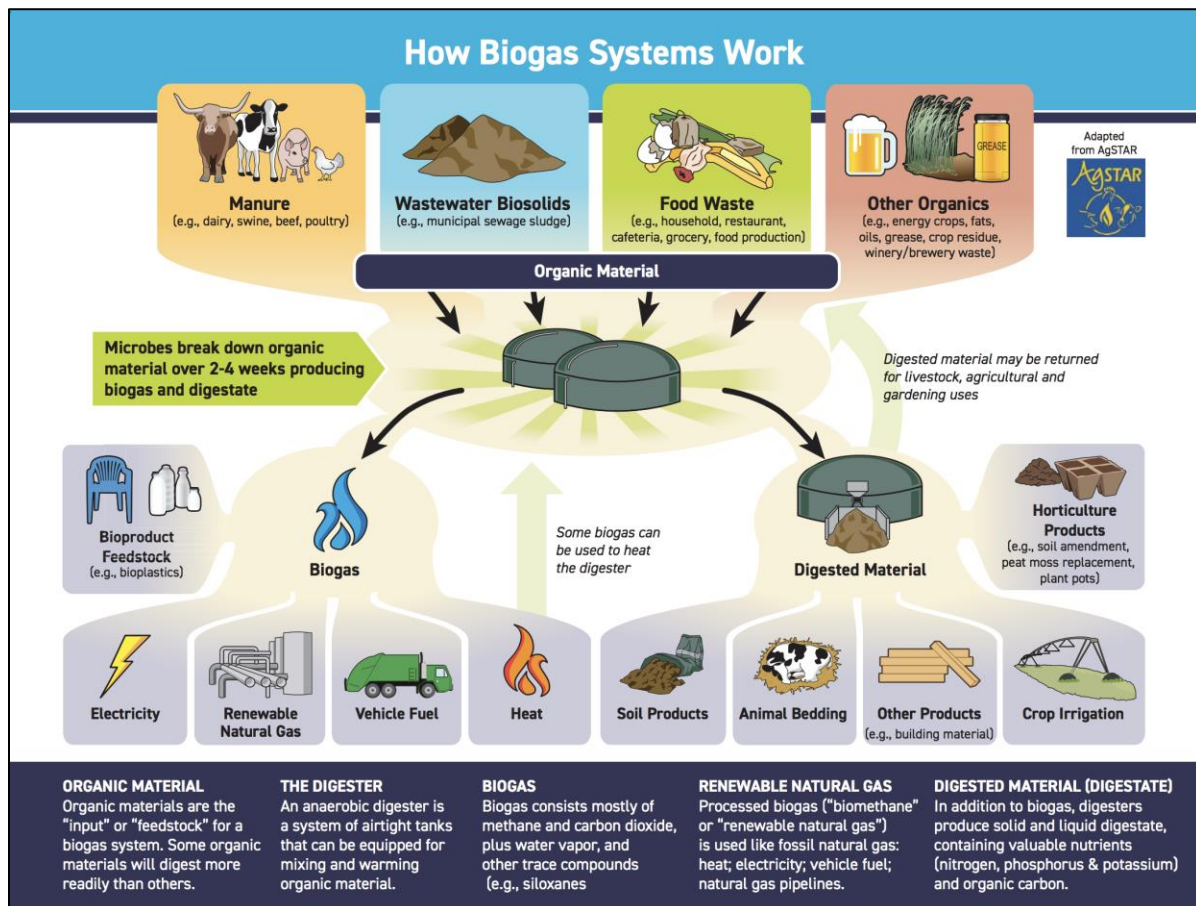 How Biogas Systems Work
Manure
(e.g., dairy, swine, beef, poultry)
Wastewater Biosolids
(e.g., municipal sewage sludge)
Food Waste
(e.g., household, restaurant,
cafeteria, grocery, food production)
GREASE
Other Organics
(e.g., energy crops, fats,
oils, grease, crop residue,
winery/brewery waste)
Adapted
from AgSTAR
AgSTAR
Organic Material
Microbes break down organic
material over 2-4 weeks producing
biogas and digestate
Digested material may be returned
for livestock, agricultural and
gardening uses
Bioproduct
Feedstock
(e.g., bioplastics)
Biogas
Some biogas can
be used to heat
the digester
Digested Material
Horticulture
Products
(e.g., soil amendment,
peat moss replacement,
plant pots)
Electricity
Renewable
Natural Gas
Vehicle Fuel
Heat
Soil Products
Animal Bedding
Other Products
(e.g., building material)
Crop Irrigation
ORGANIC MATERIAL
Organic materials are the
“input” or “feedstock” for a
biogas system. Some organic
materials will digest more
readily than others.
THE DIGESTER
An anaerobic digester is
a system of airtight tanks
that can be equipped for
mixing and warming
organic material.
BIOGAS
Biogas consists mostly of
methane and carbon dioxide,
plus water vapor, and
other trace compounds
(e.g., siloxanes
RENEWABLE NATURAL GAS
Processed biogas (“biomethane”
or “renewable natural gas”)
is used like fossil natural gas:
heat; electricity; vehicle fuel;
natural gas pipelines.
DIGESTED MATERIAL (DIGESTATE)
In addition to biogas, digesters
produce solid and liquid digestate,
containing valuable nutrients
(nitrogen, phosphorus & potassium)
and organic carbon.